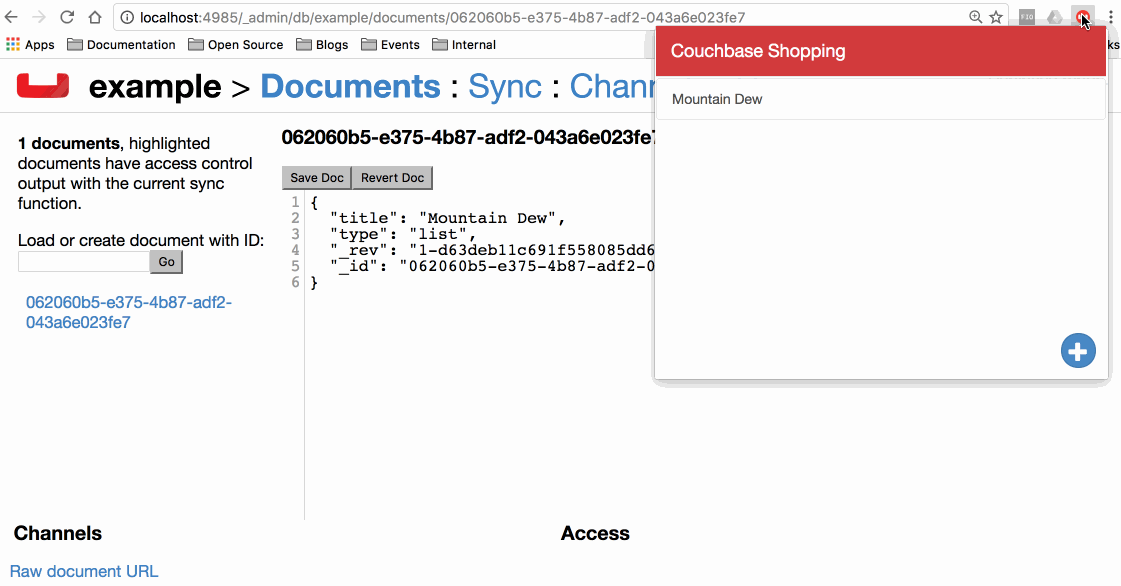 localhost:4985/_admin/db/example/documents/062060b5-e375-4b87-adf2-043a6e023fe7
Apps Documentation Open Source Blogs Events Internal
Couchbase Shopping
Mountain Dew
example > Documents : Sync : Chann
1 documents, highlighted
documents have access control
output with the current sync
function.
Load or create document with ID:
Go
062060b5-e375-4b87-adf2-
043a6e023fe7
062060b5-e375-4b87-adf2-043a6e023fe7
Save Doc Revert Doc
1 {
2 "title": "Mountain Dew",
3 "type": "list",
4 "_rev": "1-d63deb11c691f558085dd6
5 "_id": "062060b5-e375-4b87-adf2-0
6 }
Channels
Access
Raw document URL